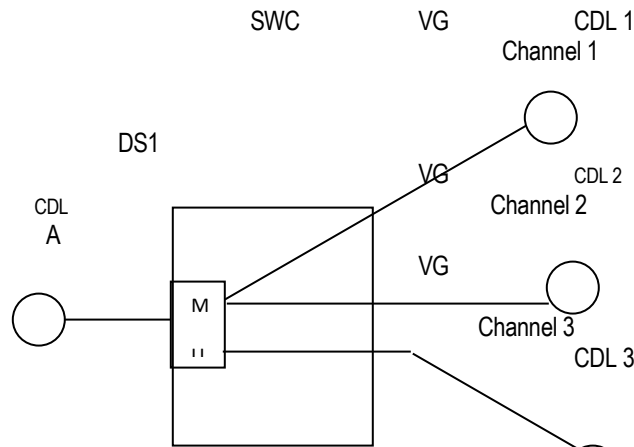 SWC VG CDL 1
Channel 1
DS1
VG CDL 2
CDL
Channel 2
A
VG
M
Channel 3
CDL 3